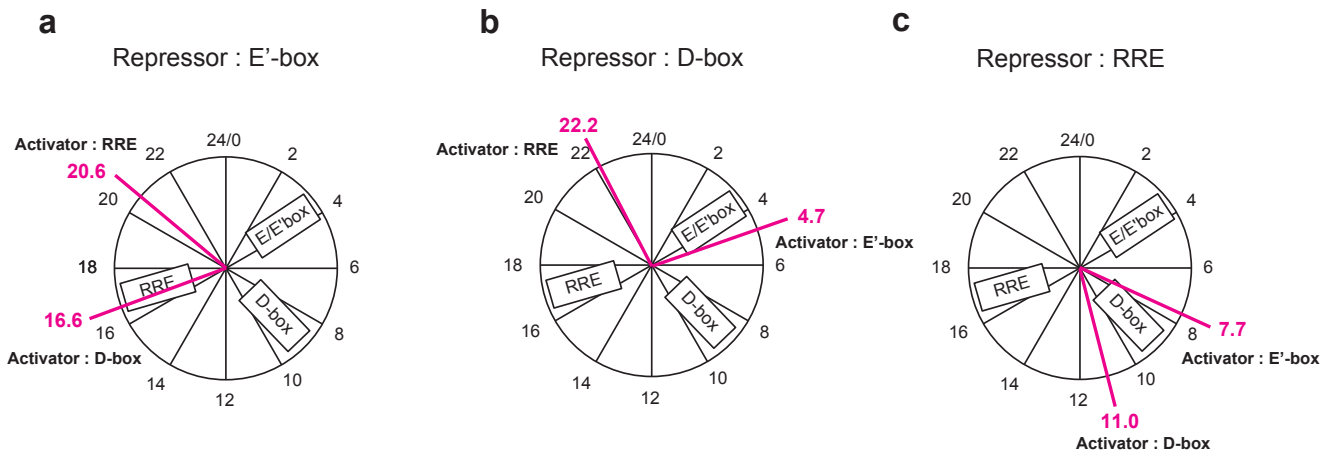 a
Repressor : E'-box
Activator : RRE
20.6
24/0
2
4
6
8
10
12
14
16
18
20
22
E/E'box
D-box
RRE
16.6
Activator : D-box
b
Repressor : D-box
22.2
Activator : RRE
24/0
2
4
6
8
10
12
14
16
18
20
22
E/E'box
D-box
RRE
4.7
Activator : E'-box
c
Repressor : RRE
24/0
2
4
6
8
10
12
14
16
18
20
22
E/E'box
D-box
RRE
7.7
Activator : E'-box
11.0
Activator : D-box